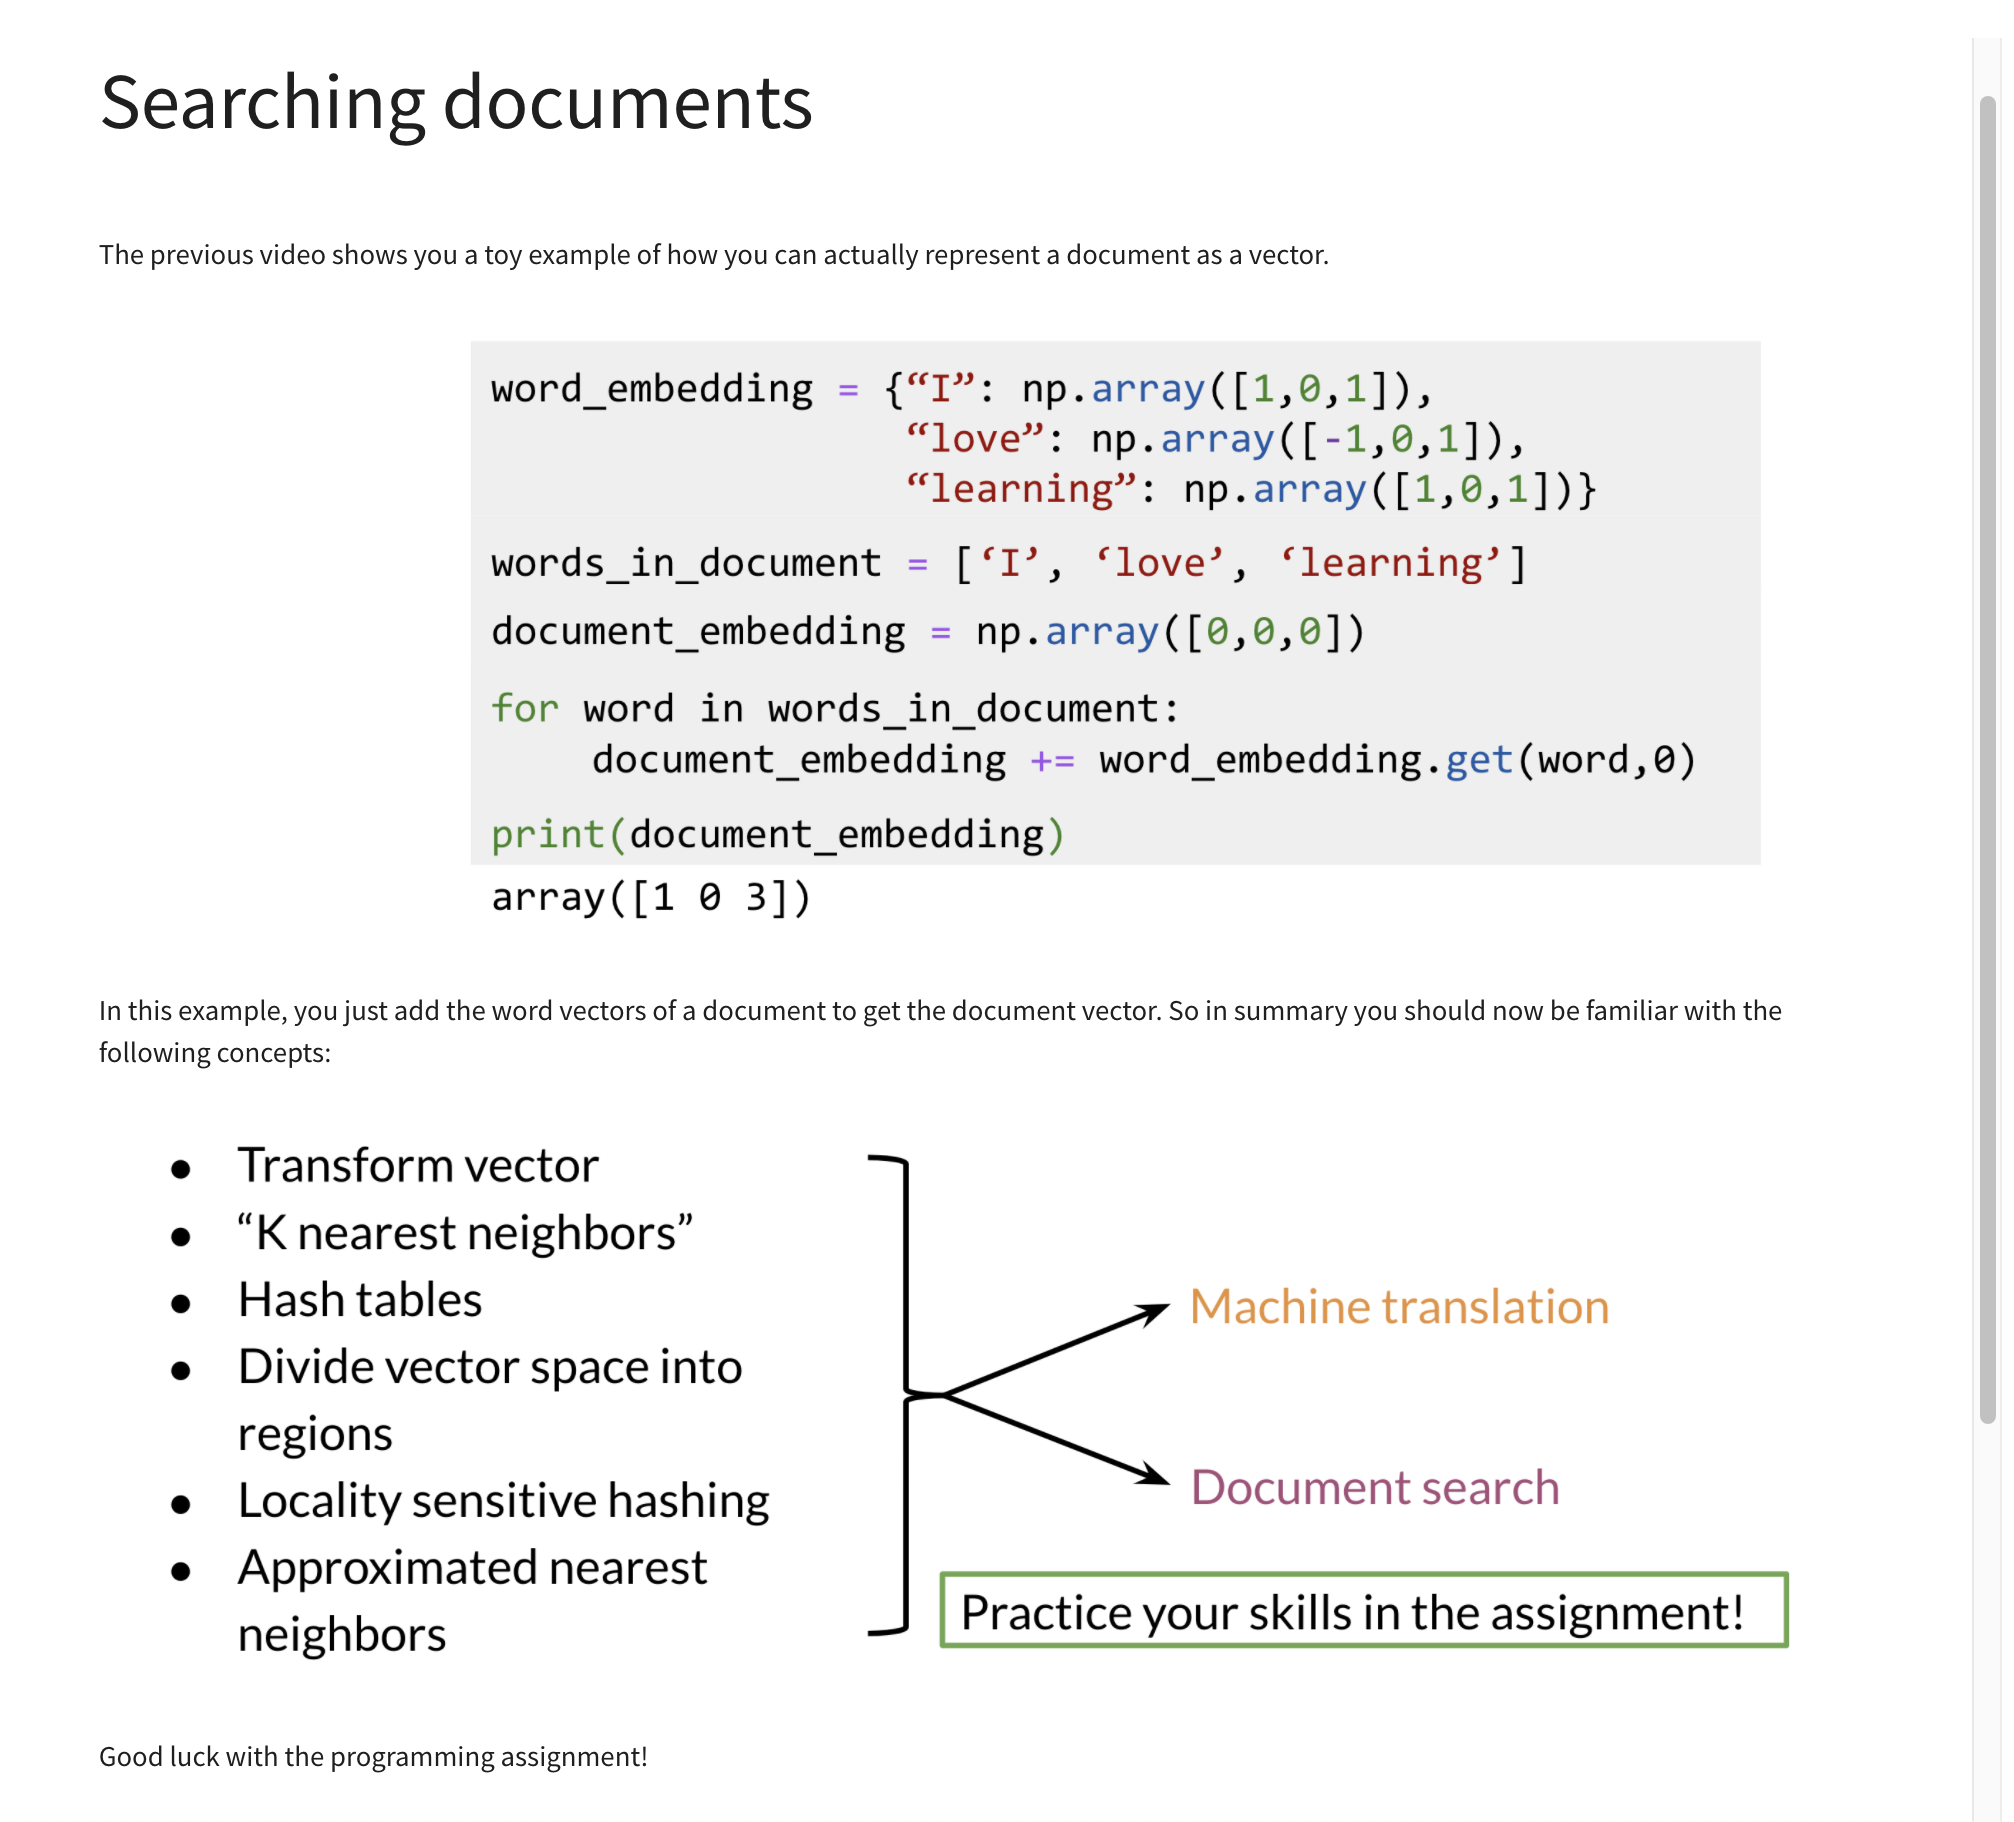 Searching documents
The previous video shows you a toy example of how you can actually represent a document as a vector.
word_embedding = {“I”: np.array([1,0,1]),
“love”: np.array([-1,0,1]),
“learning”: np.array([1,0,1])}
words_in_document = [‘I’, ‘love’, ‘learning’]
document_embedding = np.array([0,0,0])
for word in words_in_document:
document_embedding += word_embedding.get(word,0)
print(document_embedding)
array([1 0 3])
In this example, you just add the word vectors of a document to get the document vector. So in summary you should now be familiar with the
following concepts:
● Transform vector
● “K nearest neighbors”
● Hash tables
● Divide vector space into
regions
● Locality sensitive hashing
● Approximated nearest
neighbors
Machine translation
Document search
Practice your skills in the assignment!
Good luck with the programming assignment!